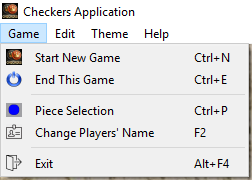 Checkers Application
Game Edit Theme Help
Start New Game Ctrl+N
End This Game Ctrl+E
Piece Selection Ctrl+P
Change Players' Name F2
Exit Alt+F4